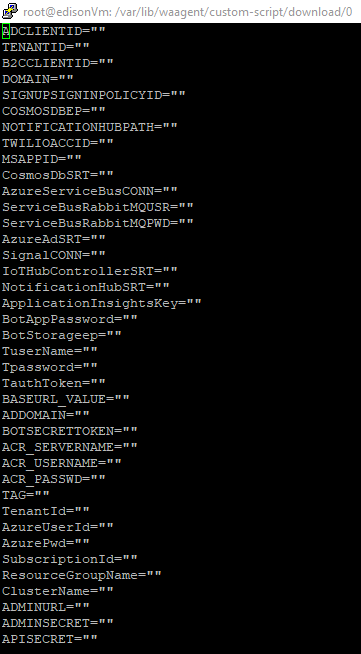 root@edisonVm: /var/lib/waagent/custom-script/download/0
ADCLIENTID=""
TENANTID=""
B2CCLIENTID=""
DOMAIN=""
SIGNUPSIGNINPOLICYID=""
COSMOSDBEP=""
NOTIFICATIONHUBPATH=""
TWILIOACCID=""
MSAPPID=""
CosmosDbSRT=""
AzureServiceBusCONN=""
ServiceBusRabbitMQUSR=""
ServiceBusRabbitMQPWD=""
AzureAdSRT=""
SignalCONN=""
IoTHubControllerSRT=""
NotificationHubSRT=""
ApplicationInsightsKey=""
BotAppPassword=""
BotStorageep=""
TuserName=""
Tpassword=""
TauthToken=""
BASEURL_VALUE=""
ADDOMAIN=""
BOTSECRETTOKEN=""
ACR_SERVERNAME=""
ACR_USERNAME=""
ACR_PASSWD=""
TAG=""
TenantId=""
AzureUserId=""
AzurePwd=""
SubscriptionId=""
ResourceGroupName=""
ClusterName=""
ADMINURL=""
ADMINSECRET=""
APISECRET=""